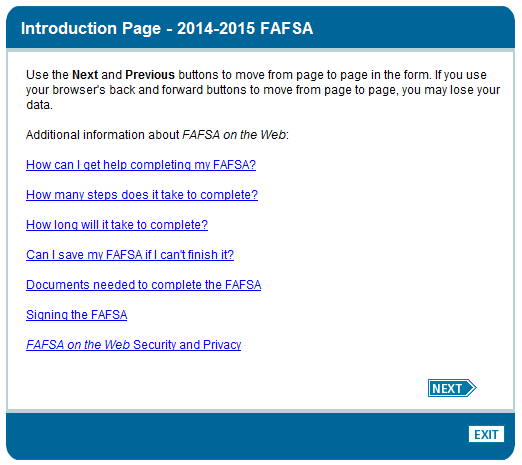 Introduction Page - 2014-2015 FAFSA
Use the Next and Previous buttons to move from page to page in the form. If you use
your browser's back and forward buttons to move from page to page, you may lose your
data.
Additional information about FAFSA on the Web:
How can I get help completing my FAFSA?
How many steps does it take to complete?
How long will it take to complete?
Can I save my FAFSA if I can't finish it?
Documents needed to complete the FAFSA
Signing the FAFSA
FAFSA on the Web Security and Privacy
NEXT
EXIT